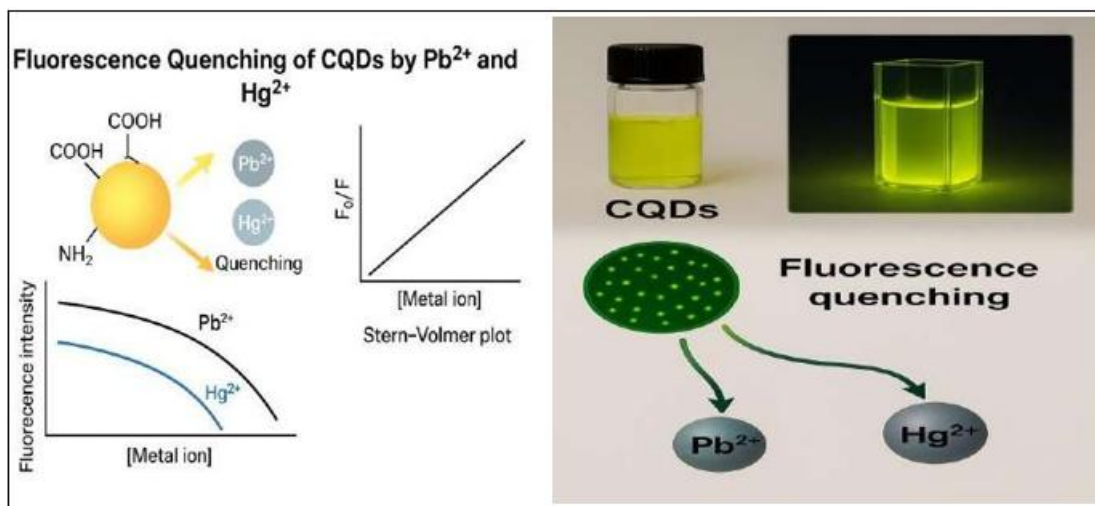 Fluorescence Quenching of CQDs by Pb²⁺ and
Hg²⁺
COOH
COOH
NH₂
Pb²⁺
Hg²⁺
Quenching
F₀/F
[Metal ion]
Stern–Volmer plot
Fluorecence intensity
Pb²⁺
Hg²⁺
[Metal ion]
CQDs
Fluorescence
quenching
Pb²⁺
Hg²⁺